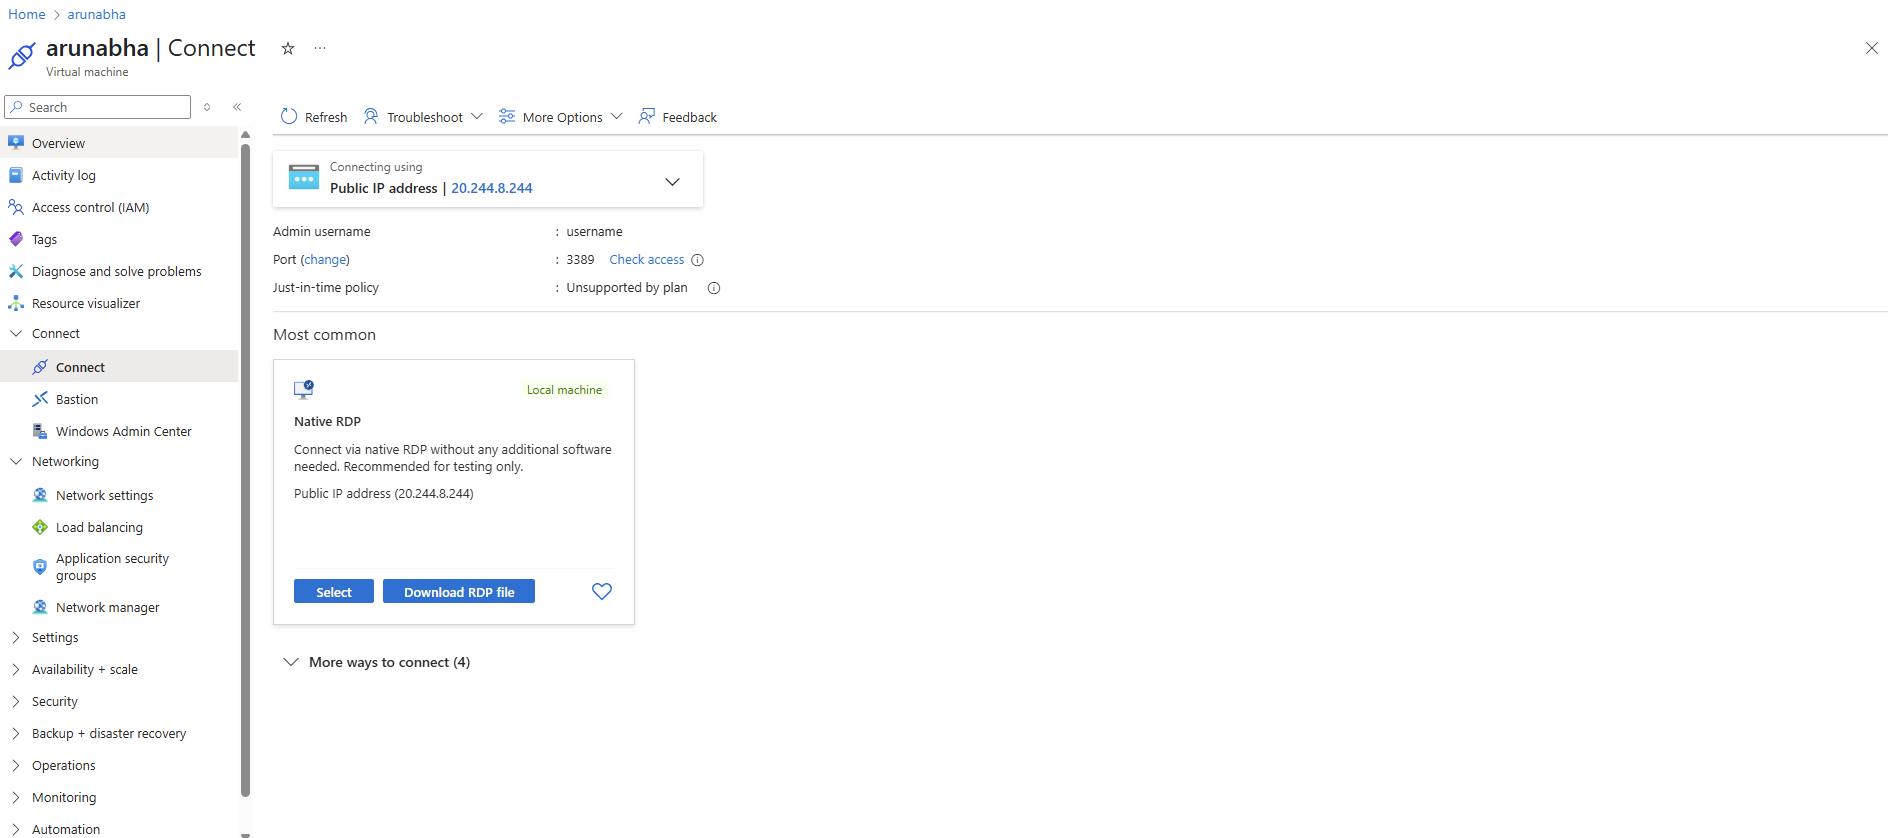 Home > arunabha
arunabha | Connect
Virtual machine
Search
Overview
Activity log
Access control (IAM)
Tags
Diagnose and solve problems
Resource visualizer
Connect
Connect
Bastion
Windows Admin Center
Networking
Network settings
Load balancing
Application security
groups
Network manager
Settings
Availability + scale
Security
Backup + disaster recovery
Operations
Monitoring
Automation
Refresh Troubleshoot More Options Feedback
Connecting using
Public IP address | 20.244.8.244
Admin username : username
Port (change) : 3389 Check access
Just-in-time policy : Unsupported by plan
Most common
Local machine
Native RDP
Connect via native RDP without any additional software
needed. Recommended for testing only.
Public IP address (20.244.8.244)
Select Download RDP file
More ways to connect (4)